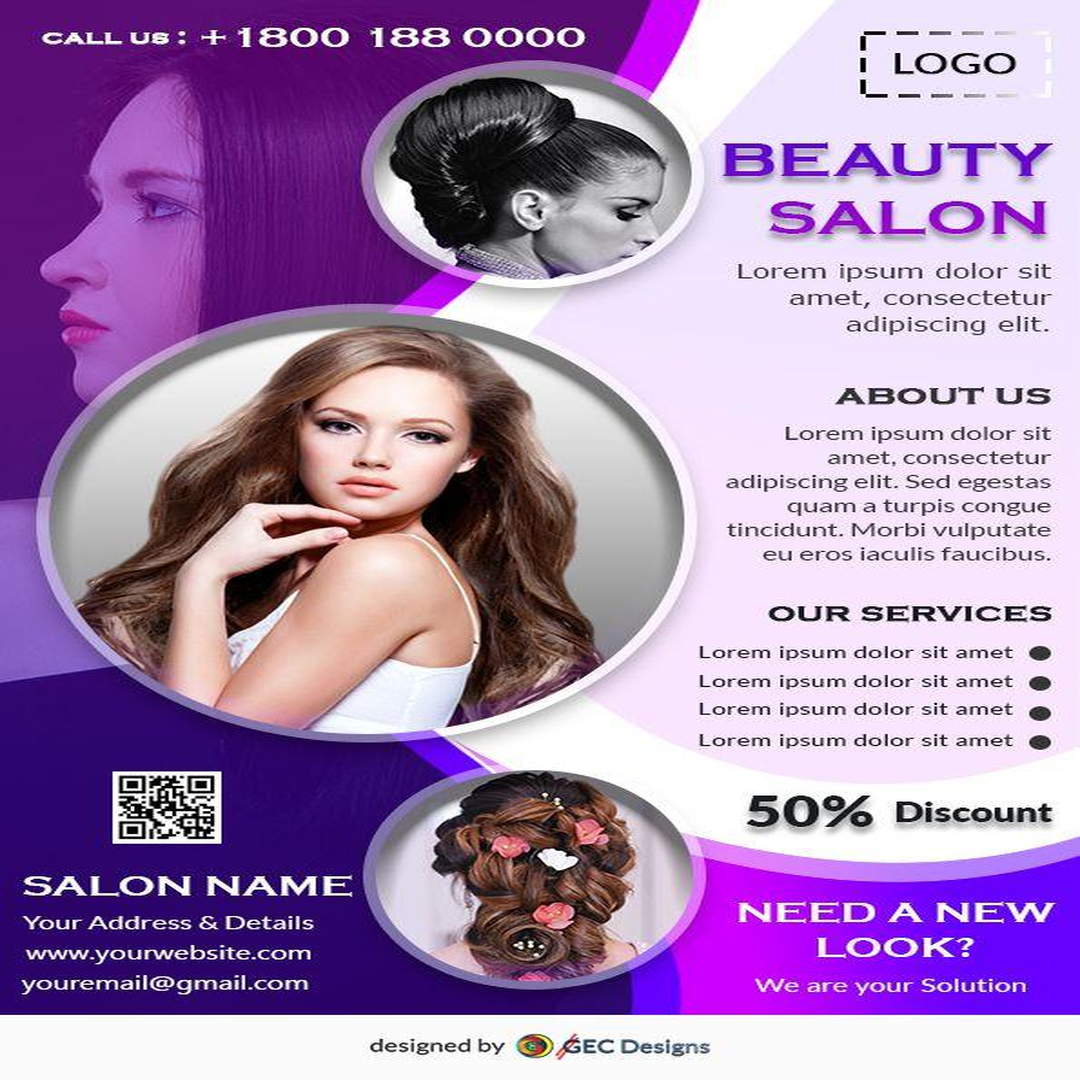 CALL US : +1800 188 0000
LOGO
BEAUTY
SALON
Lorem ipsum dolor sit
amet, consectetur
adipiscing elit.
ABOUT US
Lorem ipsum dolor sit
amet, consectetur
adipiscing elit. Sed egestas
quam a turpis congue
tincidunt. Morbi vulputate
eu eros iaculis faucibus.
OUR SERVICES
Lorem ipsum dolor sit amet
Lorem ipsum dolor sit amet
Lorem ipsum dolor sit amet
Lorem ipsum dolor sit amet
50% Discount
SALON NAME
Your Address & Details
www.yourwebsite.com
youremail@gmail.com
NEED A NEW
LOOK?
We are your Solution
designed by GEC Designs